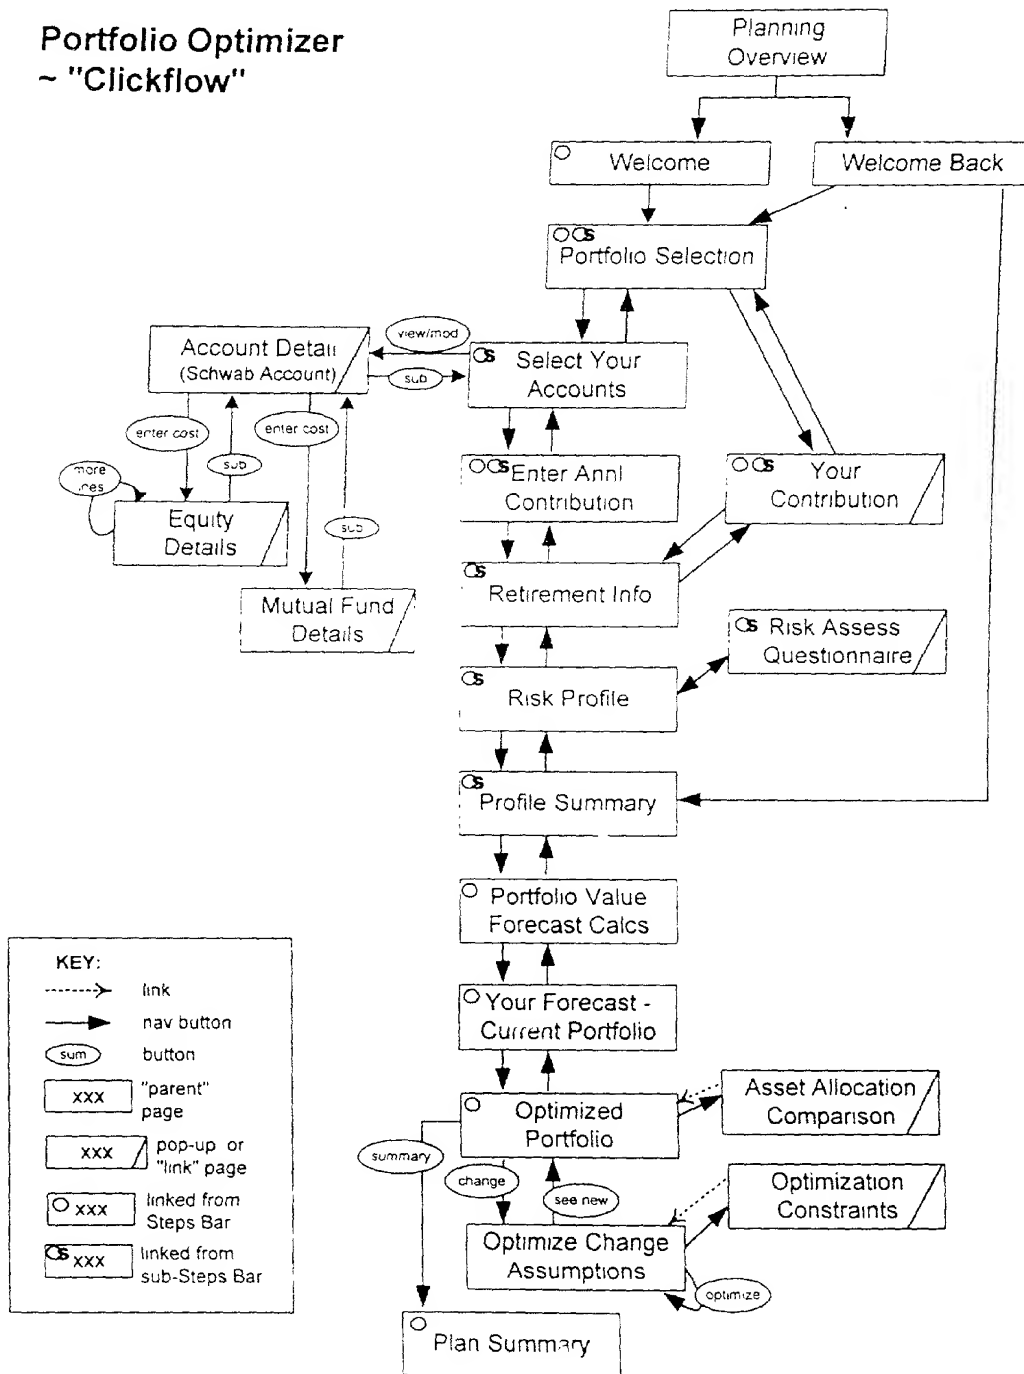 Portfolio Optimizer
~ "Clickflow"
Planning
Overview
Welcome
Welcome Back
S
Portfolio Selection
view/mod
Account Detail
(Schwab Account)
sub
S
Select Your
Accounts
enter cost
enter cost
sub
more
Equity
Details
sub
Mutual Fund
Details
S
Enter Annl
Contribution
S
Your
Contribution
S
Retirement Info
S
Risk Assess
Questionnaire
S
Risk Profile
S
Profile Summary
Portfolio Value
Forecast Calcs
Your Forecast -
Current Portfolio
Optimized
Portfolio
Asset Allocation
Comparison
summary
change
see new
Optimization
Constraints
Optimize Change
Assumptions
optimize
Plan Summary
KEY:
link
nav button
sum
button
xxx
"parent"
page
xxx
pop-up or
"link" page
xxx
linked from
Steps Bar
S
xxx
linked from
sub-Steps Bar